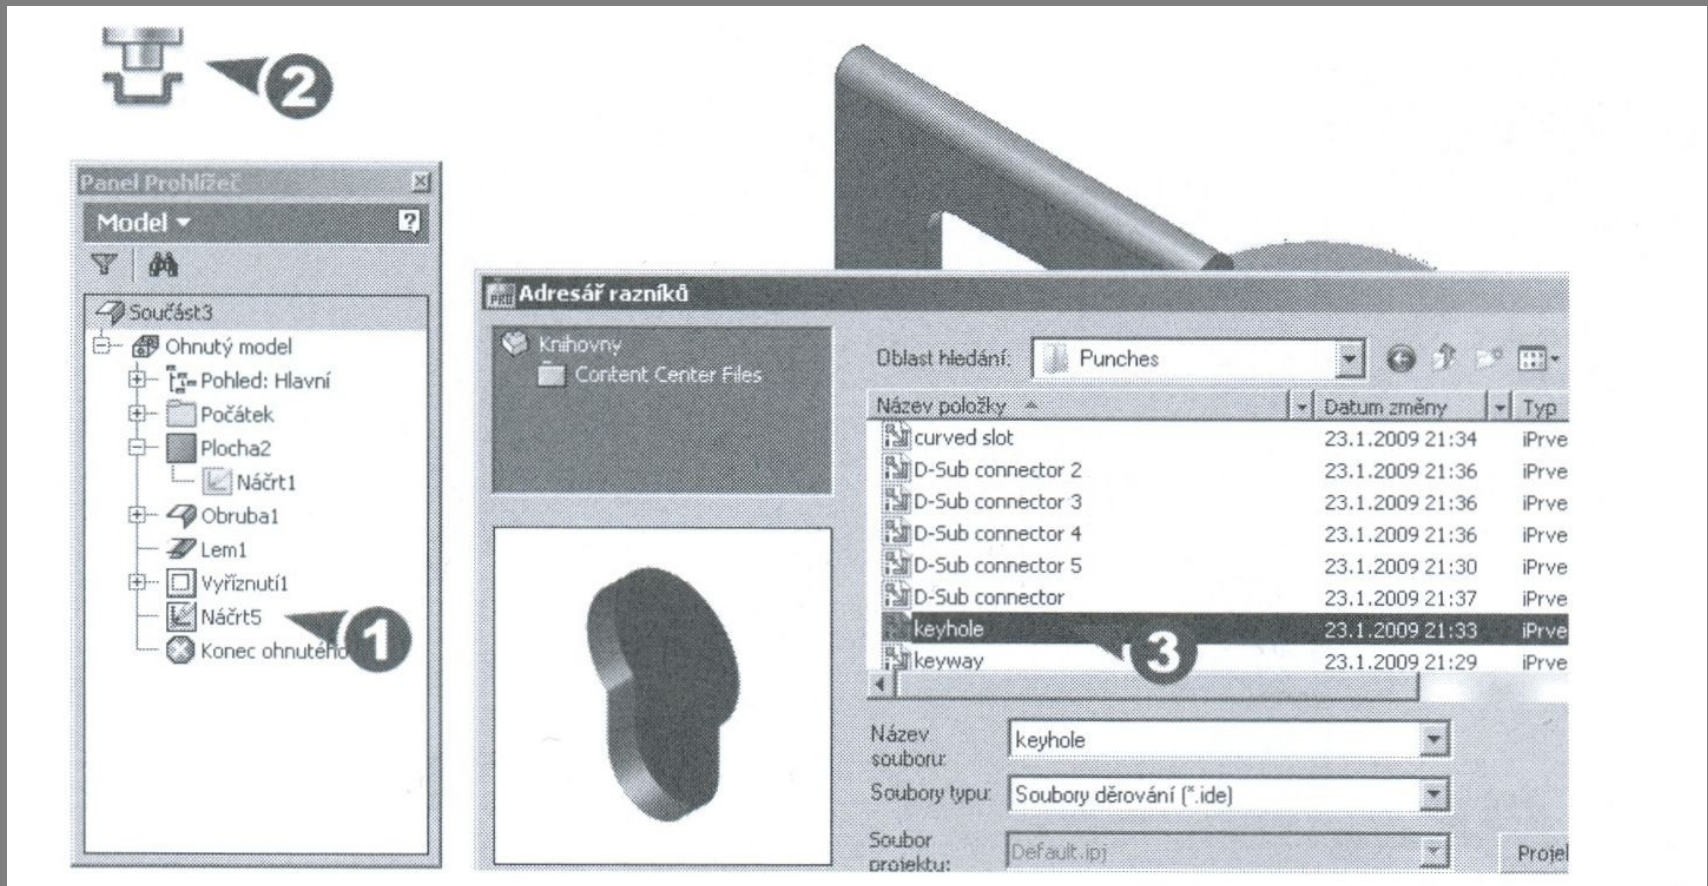 2
Panel Prohlížeč
Model
Součást3
Ohnutý model
Pohled: Hlavní
Počátek
Plocha2
Náčrt1
Obruba1
Lem1
Vyříznutí1
Náčrt5
1
Konec ohnutého
PRO
Adresář razníků
Knihovny
Content Center Files
Oblast hledání:
Punches
Název položky
Datum změny
Typ
curved slot 23.1.2009 21:34 iPrve
D-Sub connector 2 23.1.2009 21:36 iPrve
D-Sub connector 3 23.1.2009 21:36 iPrve
D-Sub connector 4 23.1.2009 21:36 iPrve
D-Sub connector 5 23.1.2009 21:30 iPrve
D-Sub connector 23.1.2009 21:37 iPrve
keyhole 23.1.2009 21:33 iPrve
3
keyway 23.1.2009 21:29 iPrve
Název
souboru:
keyhole
Soubory typu:
Soubory děrování (*.ide)
Soubor
projektu:
Default.ipj
Projel